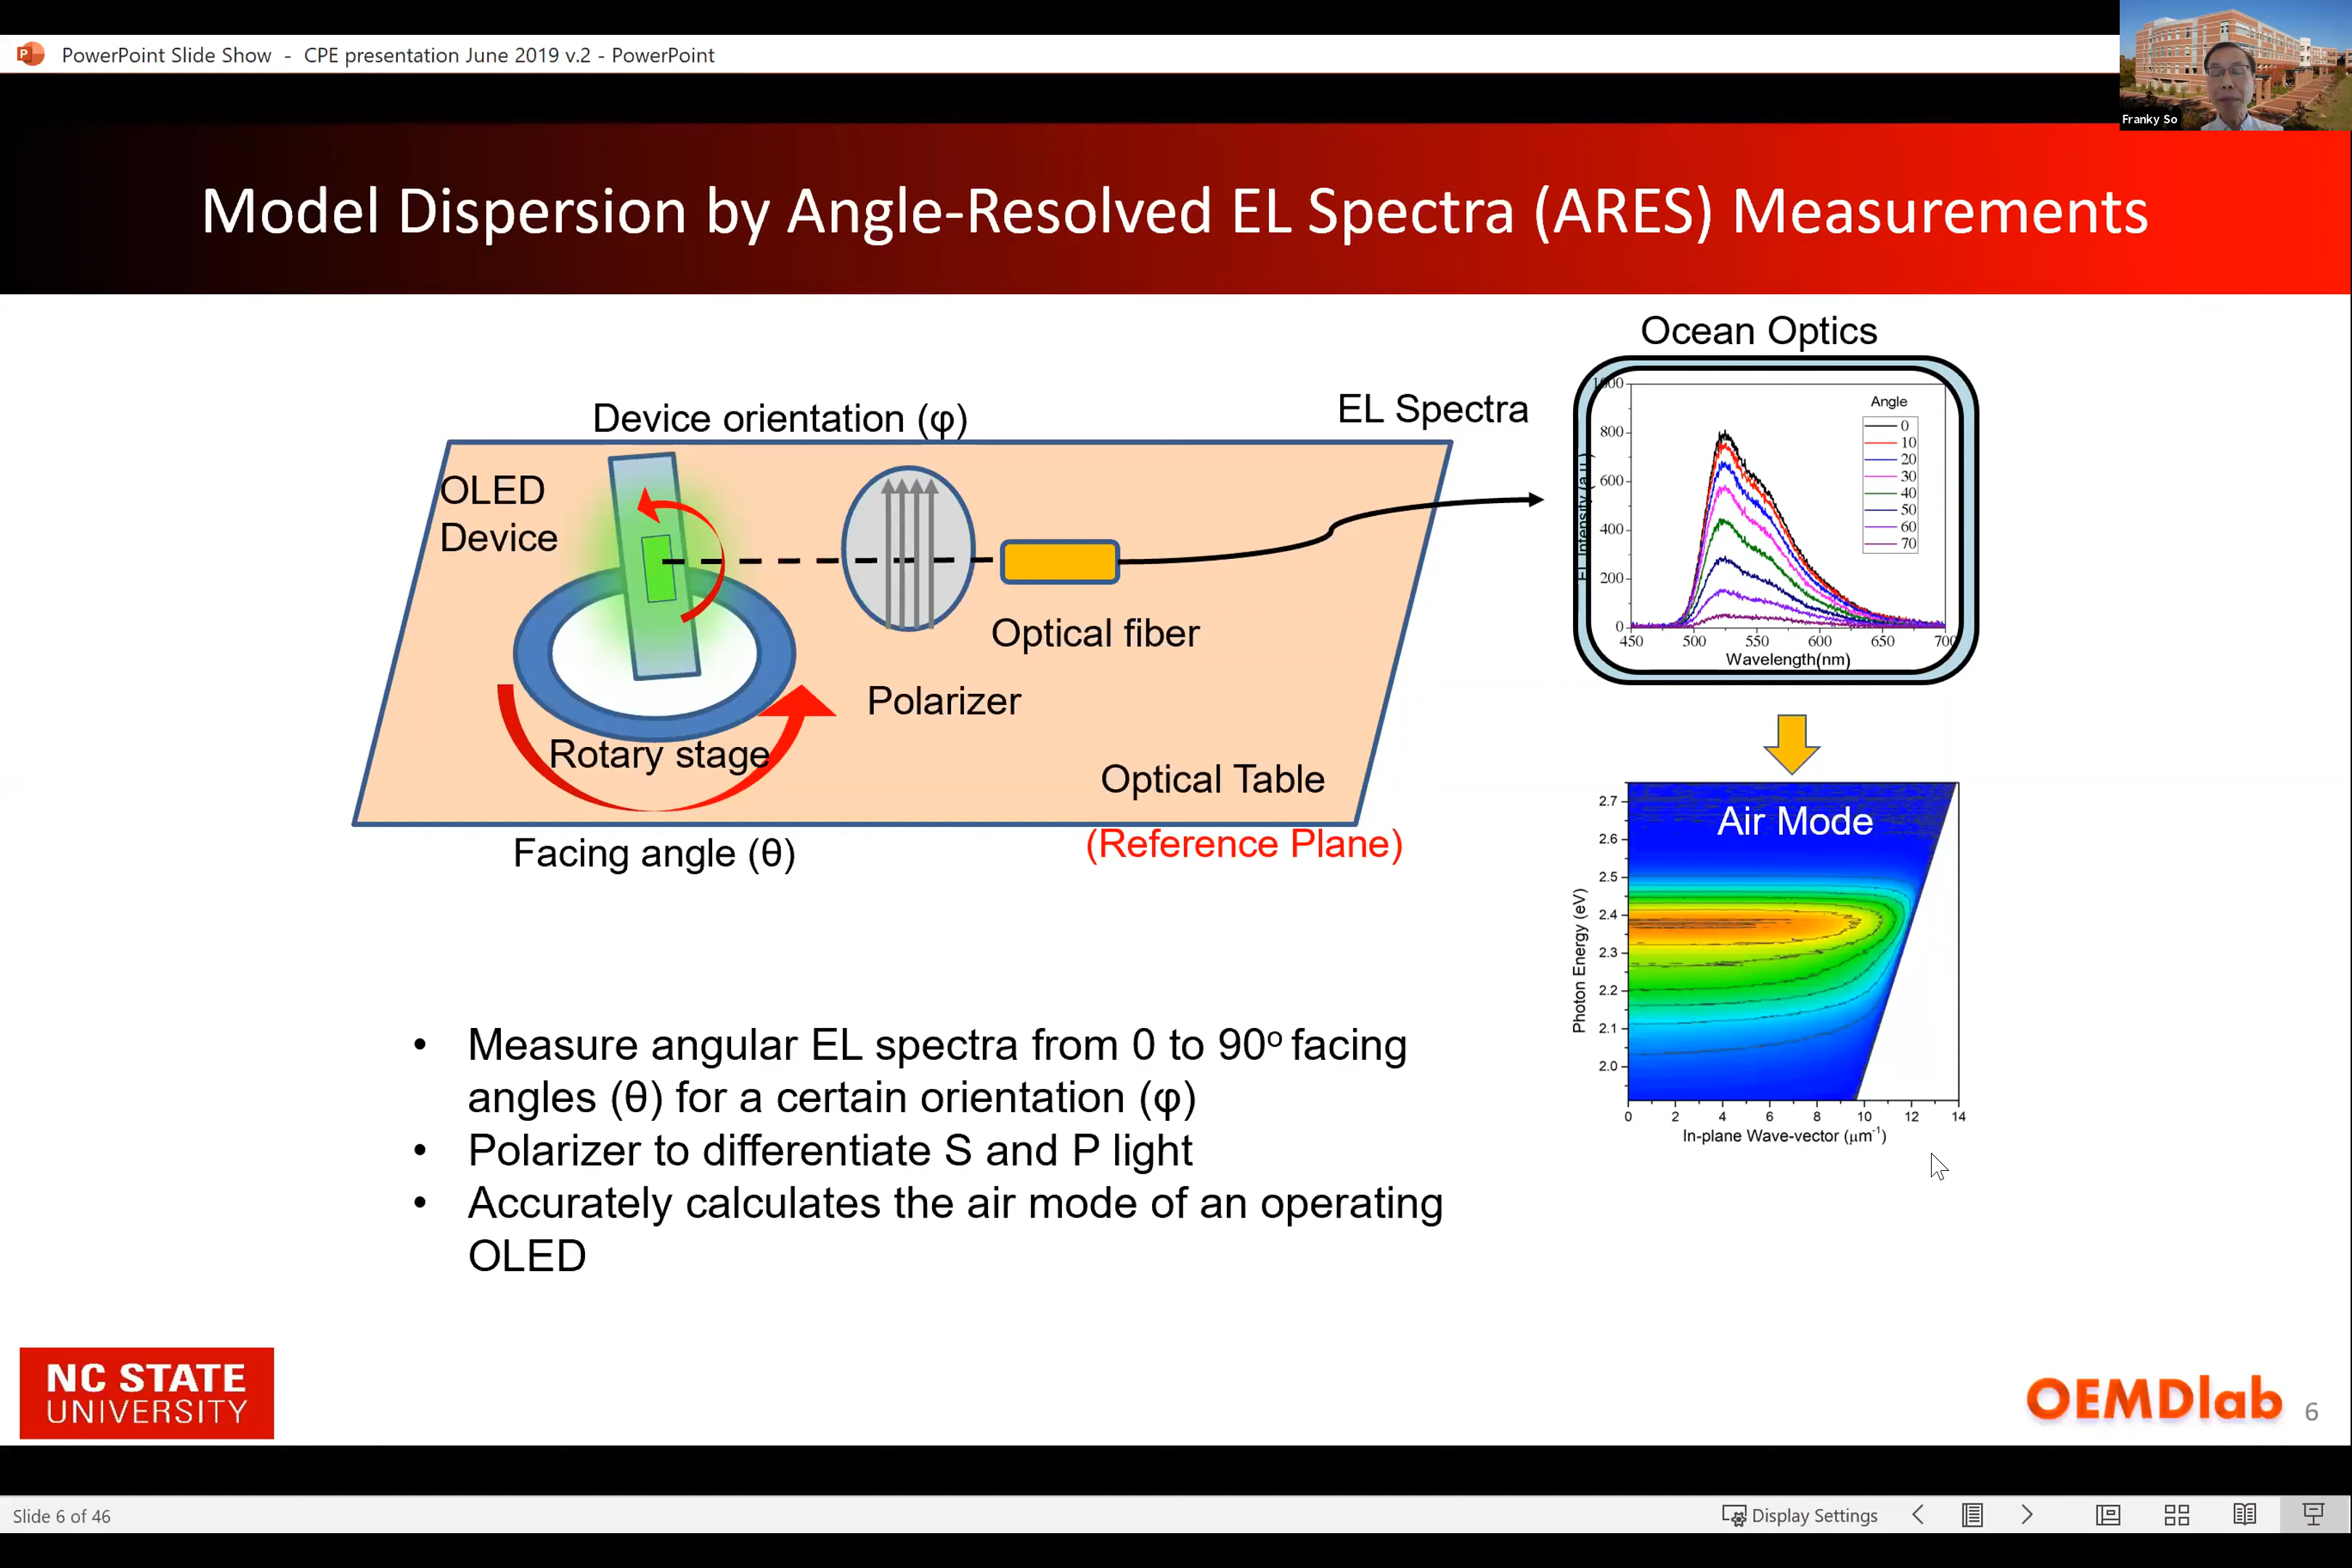 PowerPoint Slide Show - CPE presentation June 2019 v.2 - PowerPoint
Franky So
Model Dispersion by Angle-Resolved EL Spectra (ARES) Measurements
Device orientation (φ)
OLED
Device
Rotary stage
Facing angle (θ)
Polarizer
Optical fiber
Optical Table
(Reference Plane)
EL Spectra
Ocean Optics
EL Intensity (a.u.)
1000
800
600
400
200
0
450 500 550 600 650 700
Wavelength(nm)
Angle
0
10
20
30
40
50
60
70
Air Mode
Photon Energy (eV)
2.7
2.6
2.5
2.4
2.3
2.2
2.1
2.0
0 2 4 6 8 10 12 14
In-plane Wave-vector (μm⁻¹)
• Measure angular EL spectra from 0 to 90º facing
angles (θ) for a certain orientation (φ)
• Polarizer to differentiate S and P light
• Accurately calculates the air mode of an operating
OLED
NC STATE
UNIVERSITY
OEMDlab
6
Slide 6 of 46
Display Settings